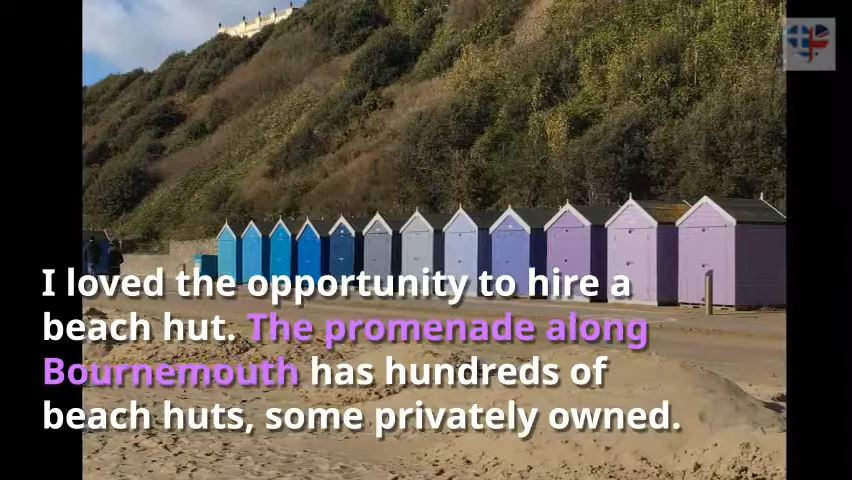 I loved the opportunity to hire a
beach hut. The promenade along
Bournemouth has hundreds of
beach huts, some privately owned.